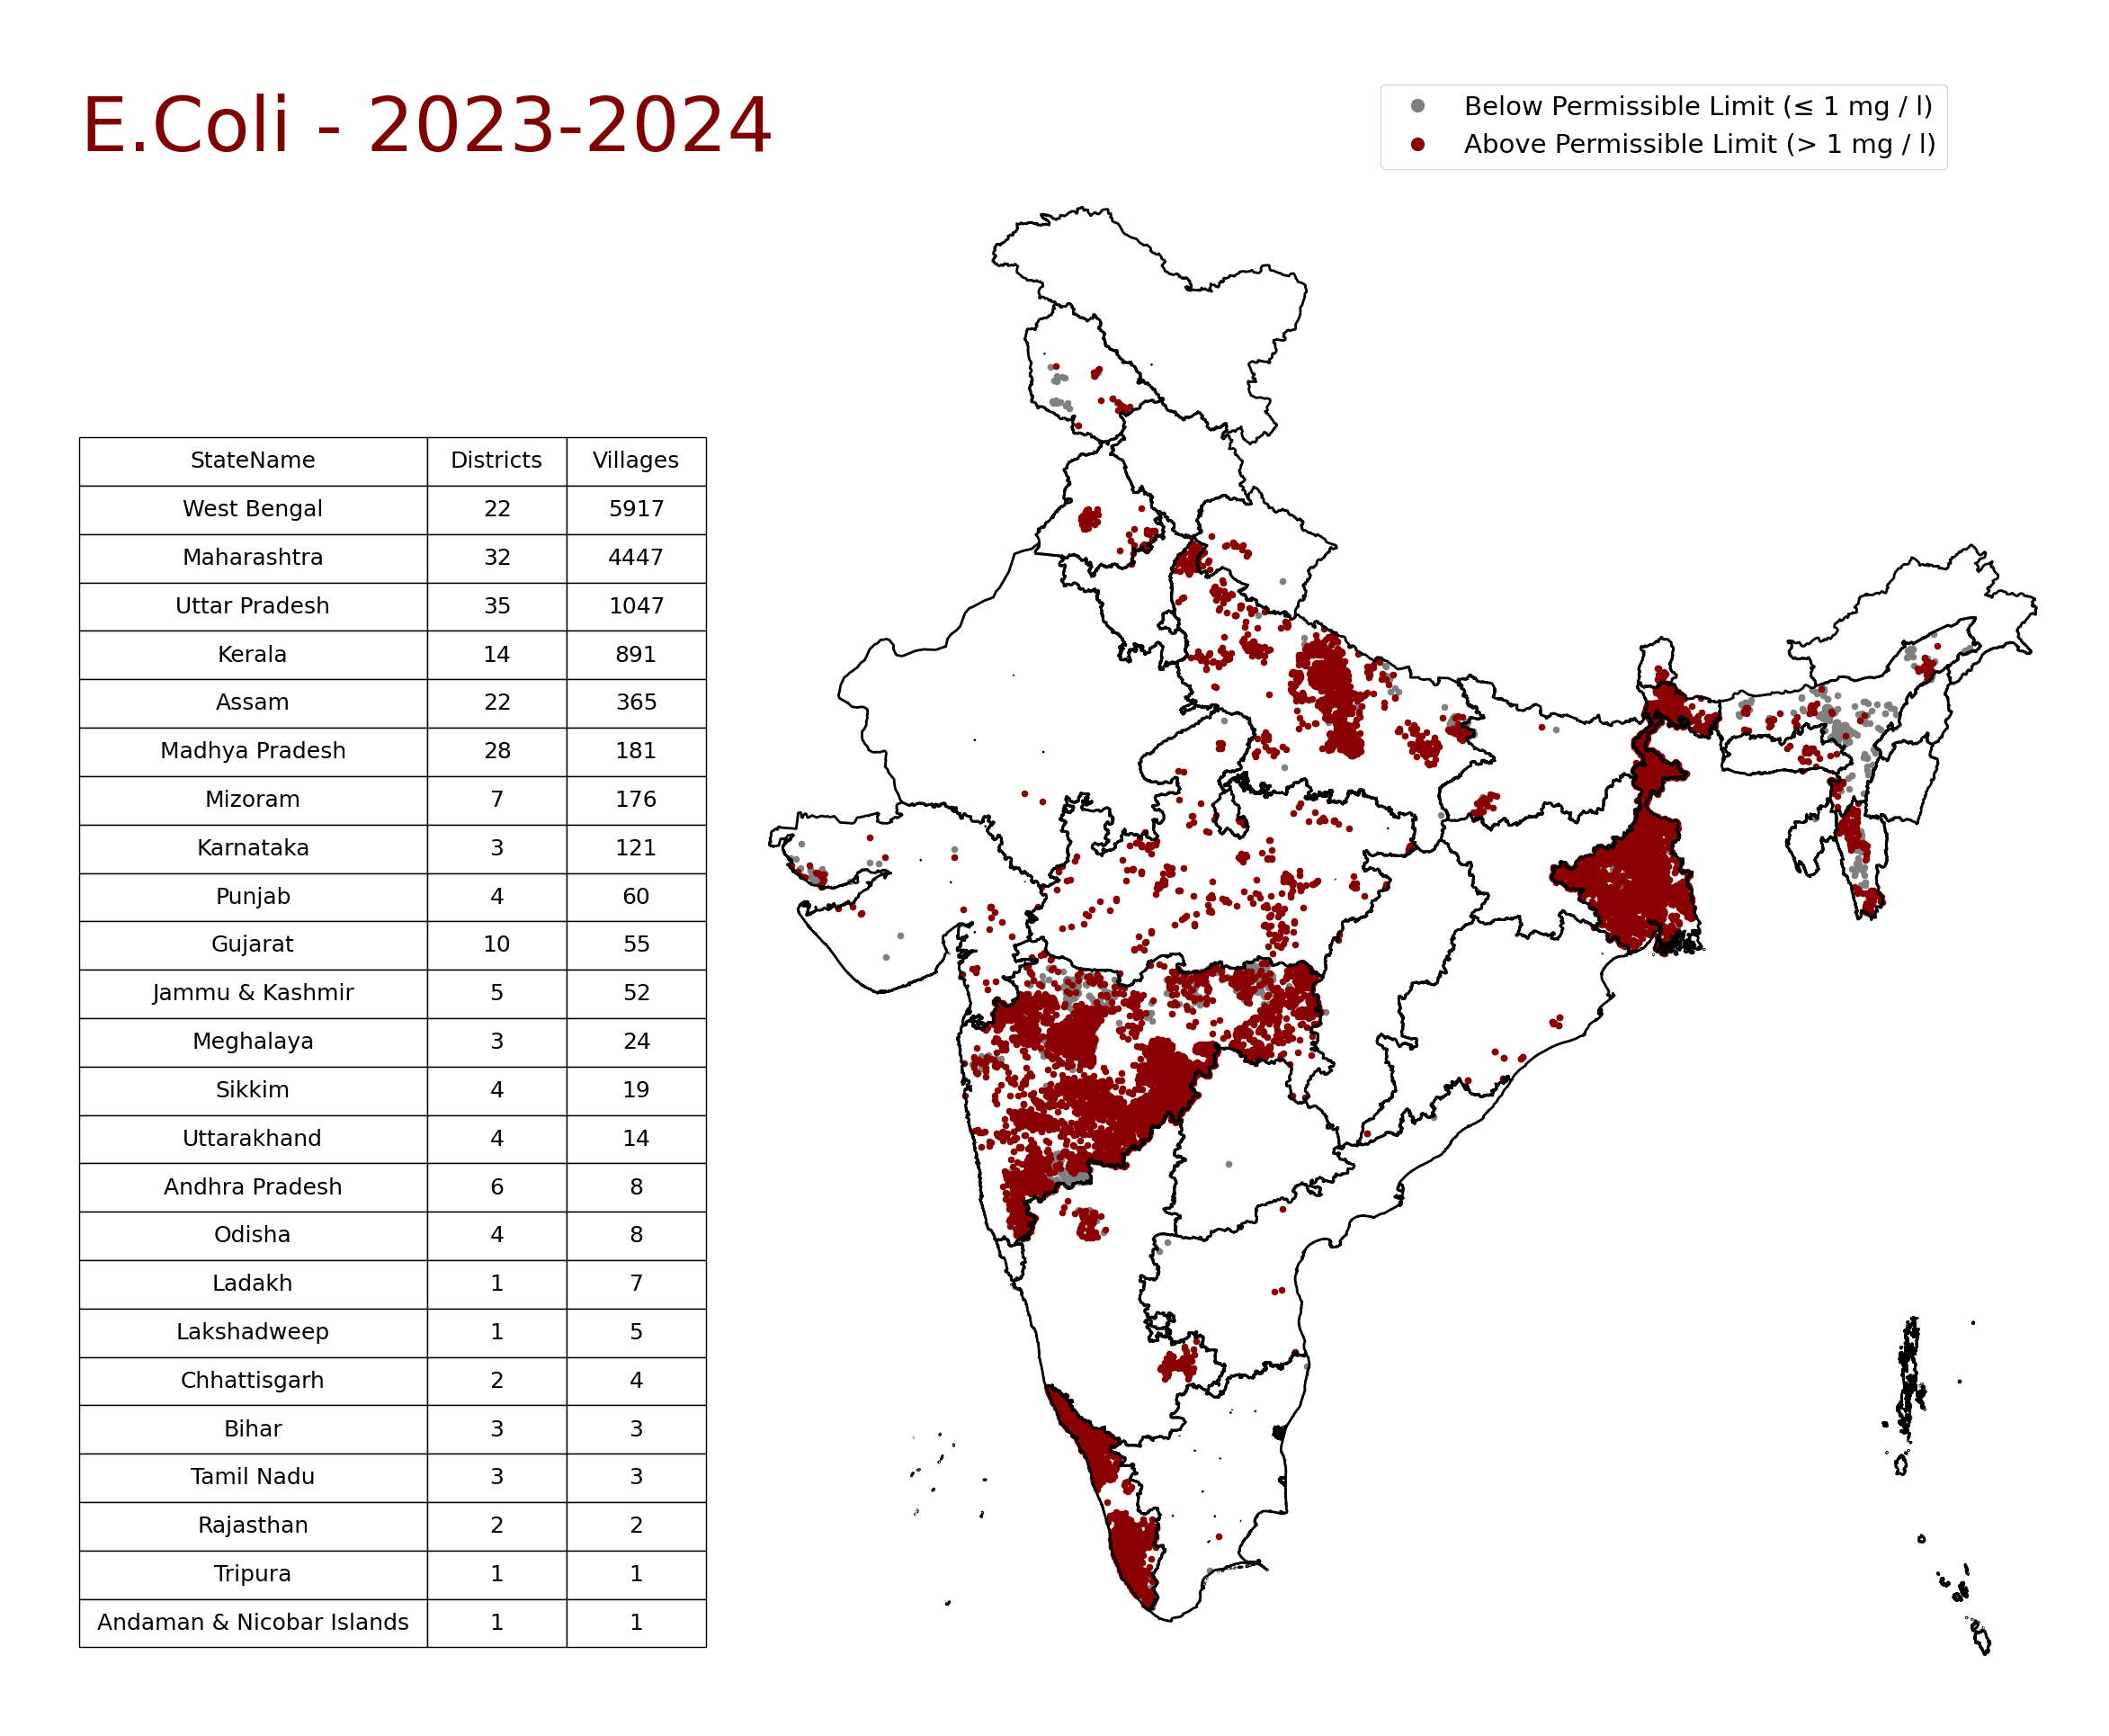 E.Coli - 2023-2024
Below Permissible Limit (≤ 1 mg / l)
Above Permissible Limit (> 1 mg / l)
StateName Districts Villages
West Bengal 22 5917
Maharashtra 32 4447
Uttar Pradesh 35 1047
Kerala 14 891
Assam 22 365
Madhya Pradesh 28 181
Mizoram 7 176
Karnataka 3 121
Punjab 4 60
Gujarat 10 55
Jammu & Kashmir 5 52
Meghalaya 3 24
Sikkim 4 19
Uttarakhand 4 14
Andhra Pradesh 6 8
Odisha 4 8
Ladakh 1 7
Lakshadweep 1 5
Chhattisgarh 2 4
Bihar 3 3
Tamil Nadu 3 3
Rajasthan 2 2
Tripura 1 1
Andaman & Nicobar Islands 1 1